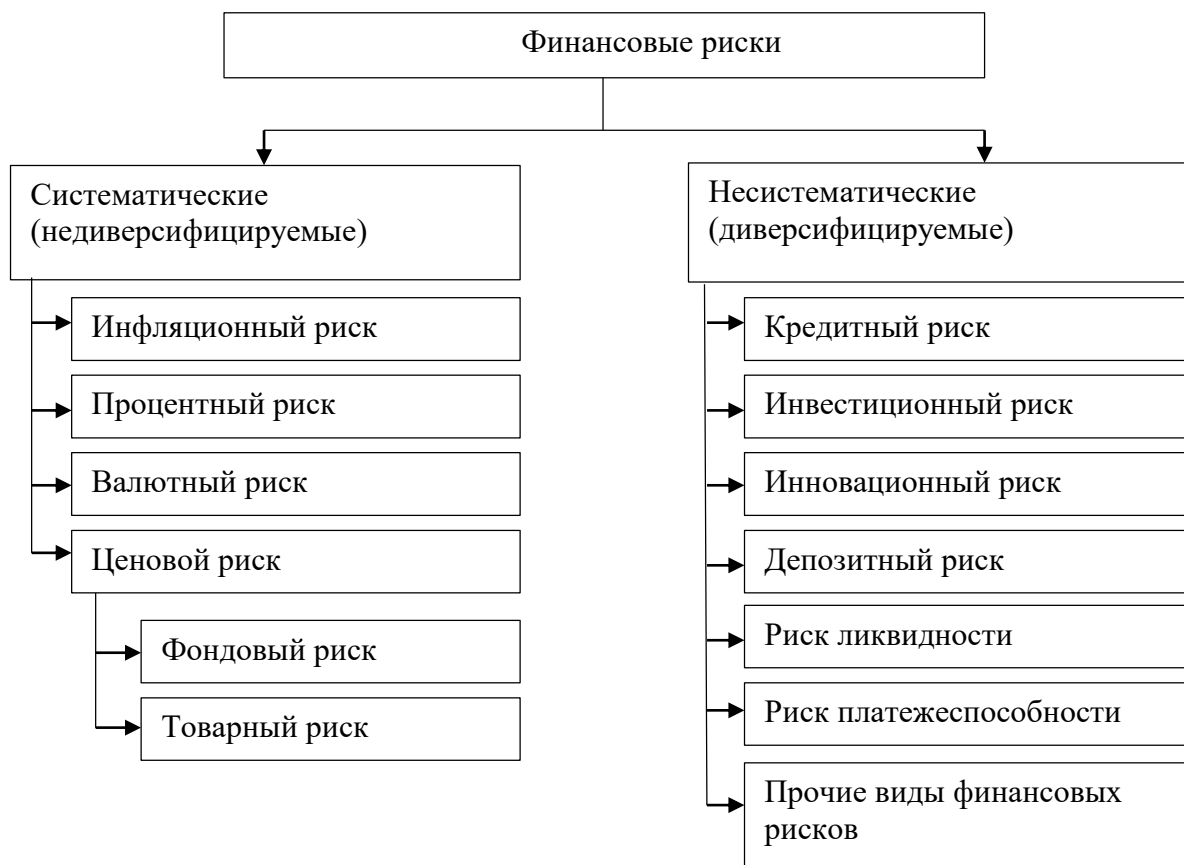 Финансовые риски
Систематические
(недиверсифицируемые)
Инфляционный риск
Процентный риск
Валютный риск
Ценовой риск
Фондовый риск
Товарный риск
Несистематические
(диверсифицируемые)
Кредитный риск
Инвестиционный риск
Инновационный риск
Депозитный риск
Риск ликвидности
Риск платежеспособности
Прочие виды финансовых
рисков